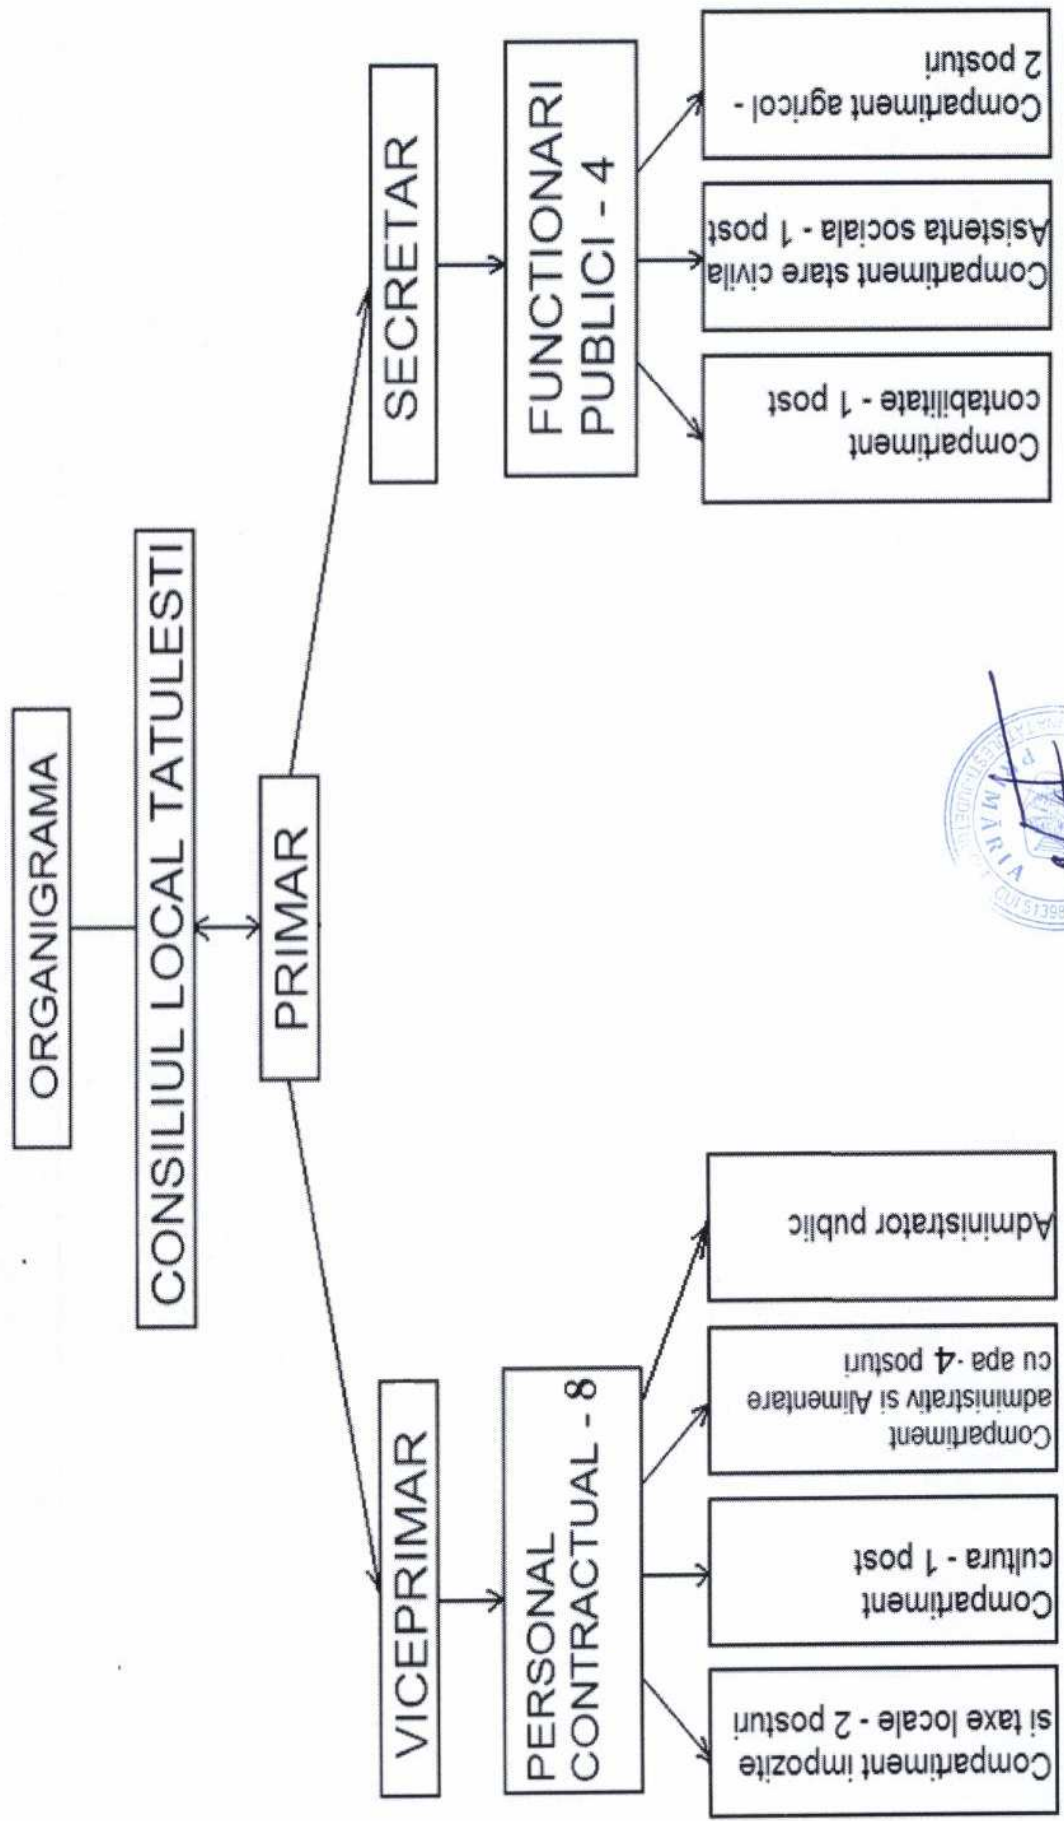 ORGANIGRAMA
CONSILIUL LOCAL TATULESTI
PRIMAR
VICEPRIMAR
SECRETAR
PERSONAL
CONTRACTUAL - 8
FUNCTIONARI
PUBLICI - 4
Compartiment impozite
si taxe locale - 2 posturi
Compartiment
cultura - 1 post
Compartiment
administrativ si Alimentare
cu apa - 4 posturi
Administrator public
Compartiment
contabilitate - 1 post
Compartiment stare civila
Asistenta sociala - 1 post
Compartiment agricol -
2 posturi
PRIMĂRIA